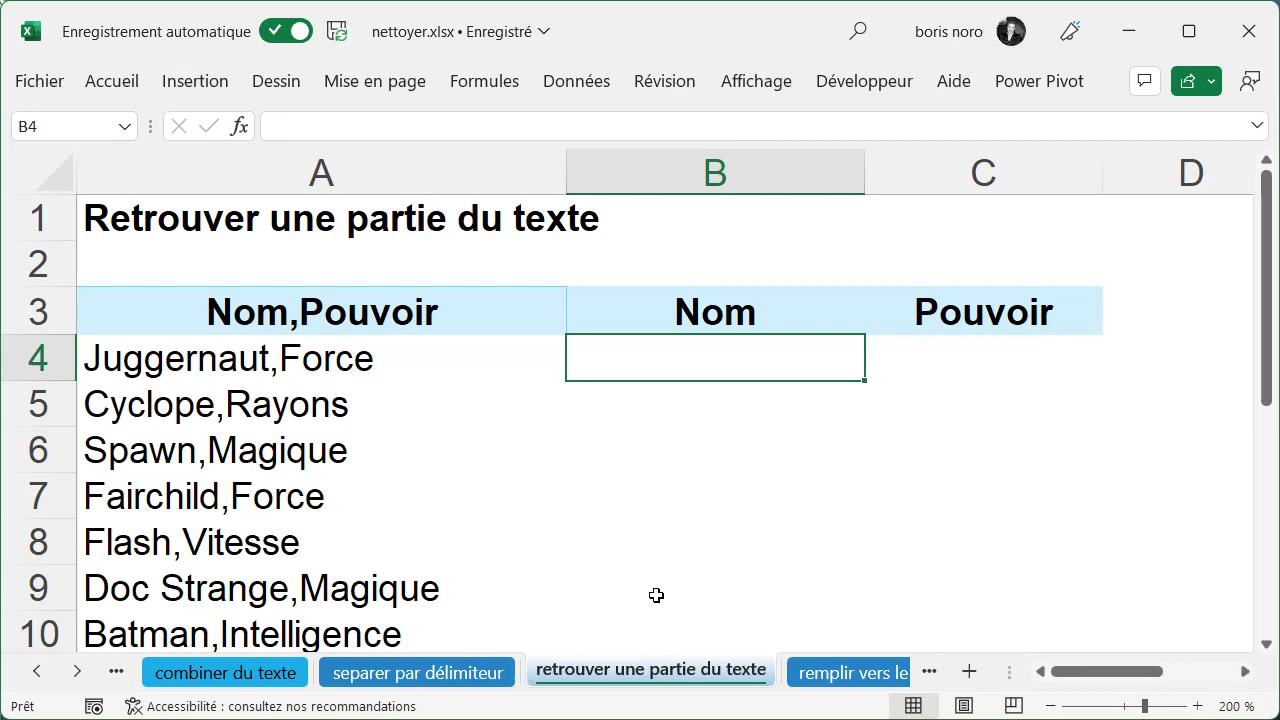 Enregistrement automatique nettoyer.xlsx • Enregistré boris noro
Fichier Accueil Insertion Dessin Mise en page Formules Données Révision Affichage Développeur Aide Power Pivot
B4 fx
A B C D
1 Retrouver une partie du texte
2
3 Nom,Pouvoir Nom Pouvoir
4 Juggernaut,Force
5 Cyclope,Rayons
6 Spawn,Magique
7 Fairchild,Force
8 Flash,Vitesse
9 Doc Strange,Magique
10 Batman,Intelligence
combiner du texte separer par délimiteur retrouver une partie du texte remplir vers le
Prêt Accessibilité : consultez nos recommandations 200 %